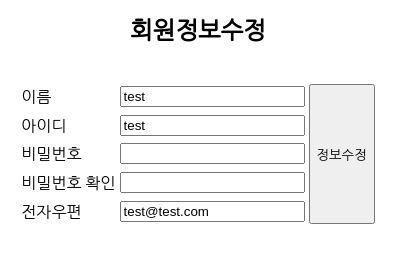 회원정보수정
이름 test
아이디 test
비밀번호
비밀번호 확인
전자우편 test@test.com
정보수정